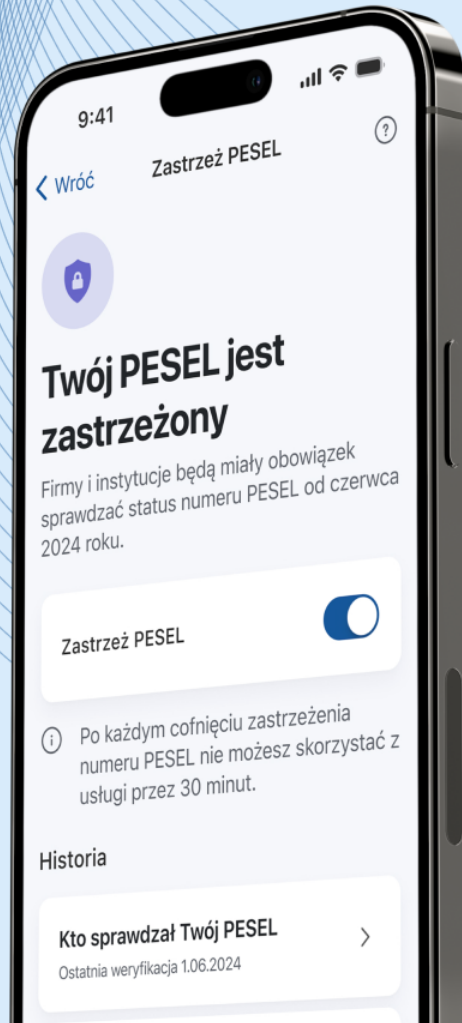 9:41
Wróć
Zastrzeż PESEL
?
Twój PESEL jest
zastrzeżony
Firmy i instytucje będą miały obowiązek
sprawdzać status numeru PESEL od czerwca
2024 roku.
Zastrzeż PESEL
Po każdym cofnięciu zastrzeżenia
numeru PESEL nie możesz skorzystać z
usługi przez 30 minut.
Historia
Kto sprawdzał Twój PESEL
Ostatnia weryfikacja 1.06.2024